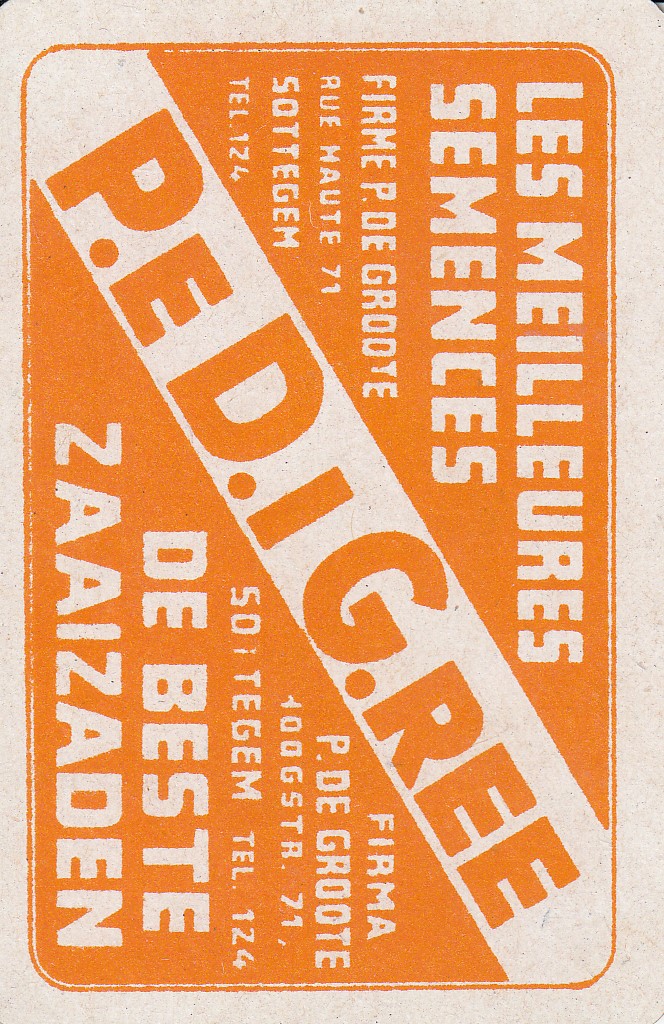 LES MEILLEURES
SEMENCES
FIRME P. DE GROOTE
RUE HAUTE 71
SOTTEGEM
TEL. 124
P.E.D.I.G.REE
FIRMA
P. DE GROOTE
HOOGSTR. 71,
SOTTEGEM TEL. 124
DE BESTE
ZAAIZADEN